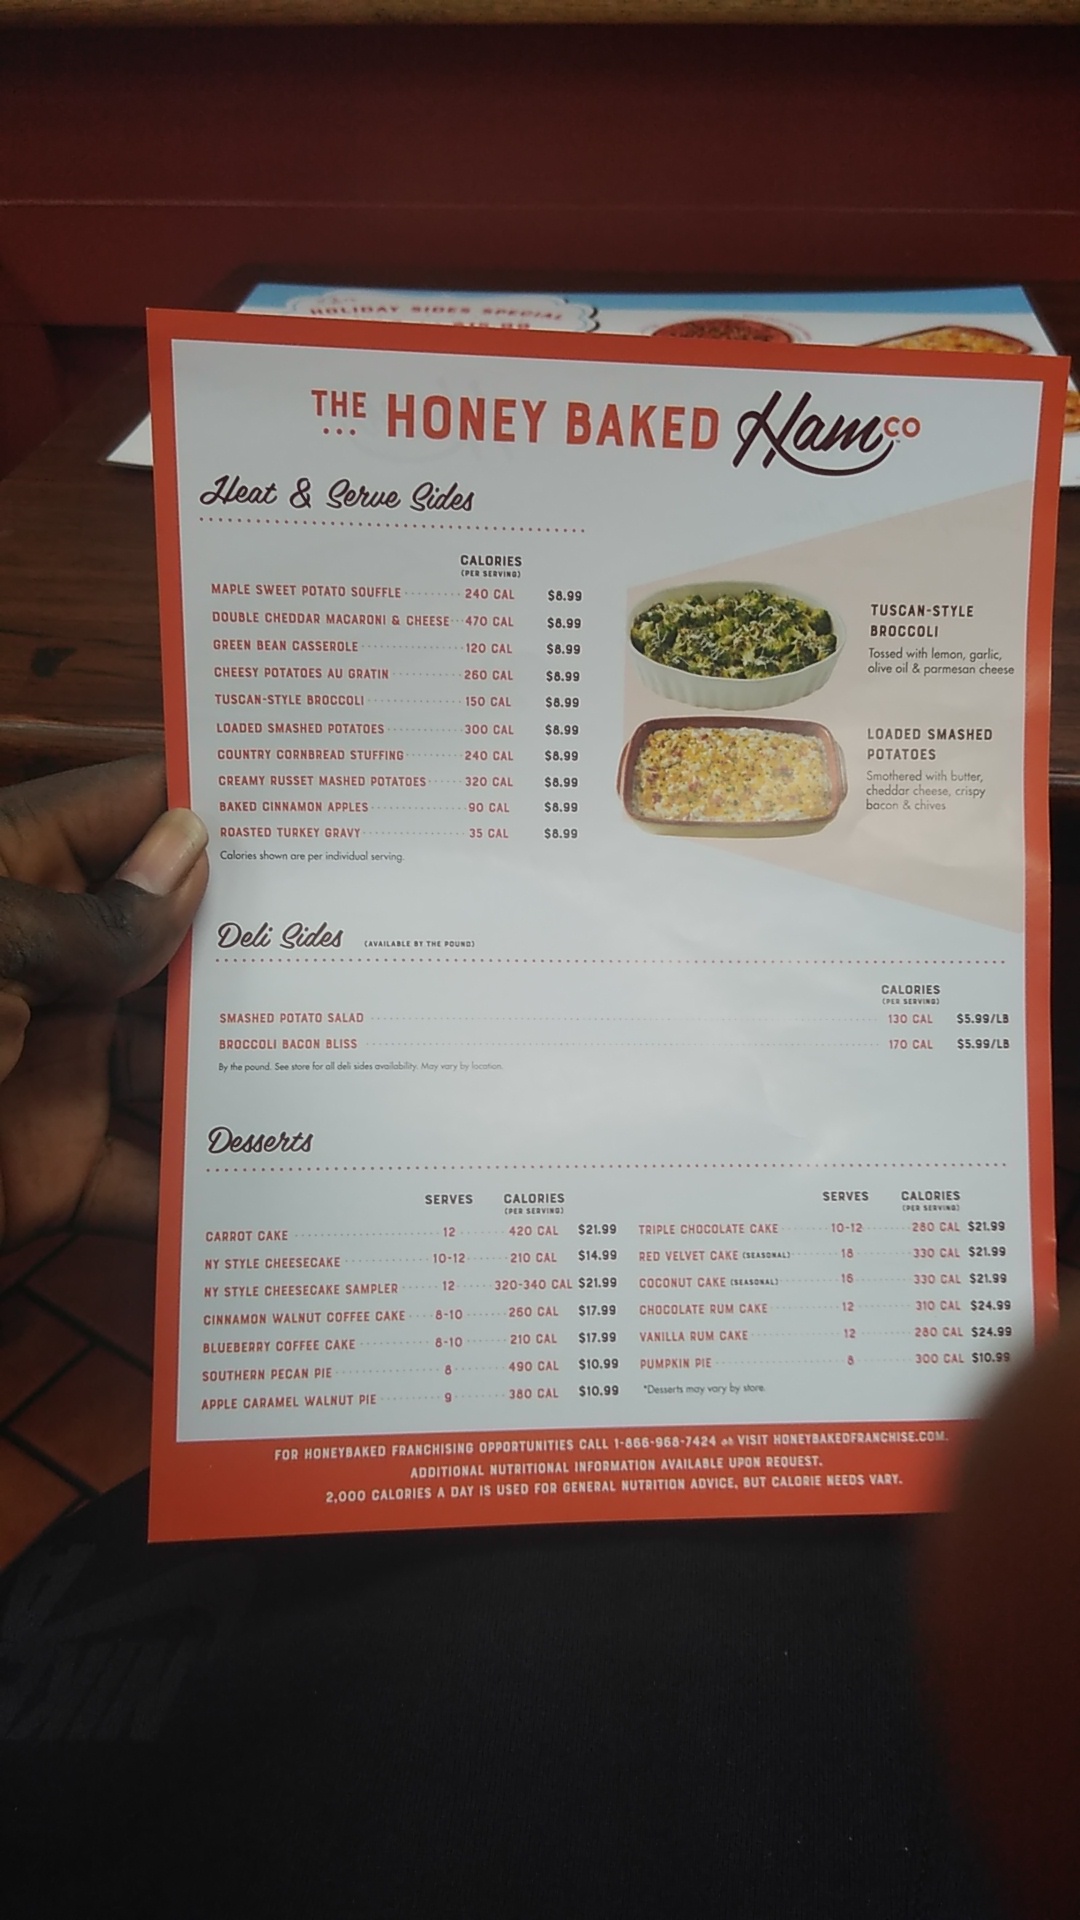 HOLIDAY SIDES SPECIAL
THE HONEY BAKED Ham CO
Heat & Serve Sides
CALORIES
(PER SERVING)
MAPLE SWEET POTATO SOUFFLE 240 CAL $8.99
DOUBLE CHEDDAR MACARONI & CHEESE 470 CAL $8.99
GREEN BEAN CASSEROLE 120 CAL $8.99
CHEESY POTATOES AU GRATIN 260 CAL $8.99
TUSCAN-STYLE BROCCOLI 150 CAL $8.99
LOADED SMASHED POTATOES 300 CAL $8.99
COUNTRY CORNBREAD STUFFING 240 CAL $8.99
CREAMY RUSSET MASHED POTATOES 320 CAL $8.99
BAKED CINNAMON APPLES 90 CAL $8.99
ROASTED TURKEY GRAVY 35 CAL $8.99
Calories shown are per individual serving.
TUSCAN-STYLE
BROCCOLI
Tossed with lemon, garlic,
olive oil & parmesan cheese
LOADED SMASHED
POTATOES
Smothered with butter,
cheddar cheese, crispy
bacon & chives
Deli Sides (AVAILABLE BY THE POUND)
CALORIES
(PER SERVING)
SMASHED POTATO SALAD 130 CAL $5.99/LB
BROCCOLI BACON BLISS 170 CAL $5.99/LB
By the pound. See store for all deli sides availability. May vary by location.
Desserts
SERVES CALORIES
(PER SERVING)
CARROT CAKE 12 420 CAL $21.99
NY STYLE CHEESECAKE 10-12 210 CAL $14.99
NY STYLE CHEESECAKE SAMPLER 12 320-340 CAL $21.99
CINNAMON WALNUT COFFEE CAKE 8-10 260 CAL $17.99
BLUEBERRY COFFEE CAKE 8-10 210 CAL $17.99
SOUTHERN PECAN PIE 8 490 CAL $10.99
APPLE CARAMEL WALNUT PIE 9 380 CAL $10.99
SERVES CALORIES
(PER SERVING)
TRIPLE CHOCOLATE CAKE 10-12 280 CAL $21.99
RED VELVET CAKE (SEASONAL) 16 330 CAL $21.99
COCONUT CAKE (SEASONAL) 16 330 CAL $21.99
CHOCOLATE RUM CAKE 12 310 CAL $24.99
VANILLA RUM CAKE 12 280 CAL $24.99
PUMPKIN PIE 8 300 CAL $10.99
*Desserts may vary by store.
FOR HONEYBAKED FRANCHISING OPPORTUNITIES CALL 1-866-968-7424 or VISIT HONEYBAKEDFRANCHISE.COM.
ADDITIONAL NUTRITIONAL INFORMATION AVAILABLE UPON REQUEST.
2,000 CALORIES A DAY IS USED FOR GENERAL NUTRITION ADVICE, BUT CALORIE NEEDS VARY.